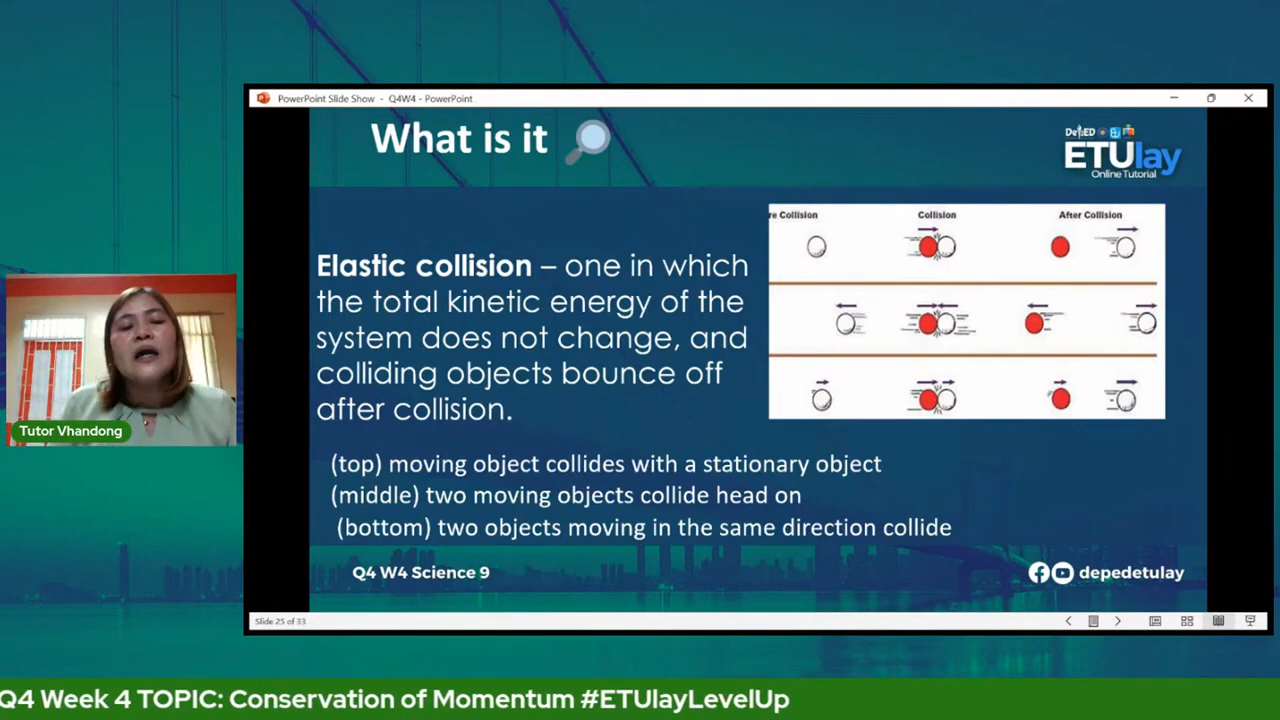 PowerPoint Slide Show - Q4W4 - PowerPoint
What is it
DepED
ETUlay
Online Tutorial
re Collision
Collision
After Collision
Elastic collision – one in which
the total kinetic energy of the
system does not change, and
colliding objects bounce off
after collision.
Tutor Vhandong
(top) moving object collides with a stationary object
(middle) two moving objects collide head on
(bottom) two objects moving in the same direction collide
Q4 W4 Science 9
depedetulay
Slide 25 of 33
Q4 Week 4 TOPIC: Conservation of Momentum #ETUlayLevelUp